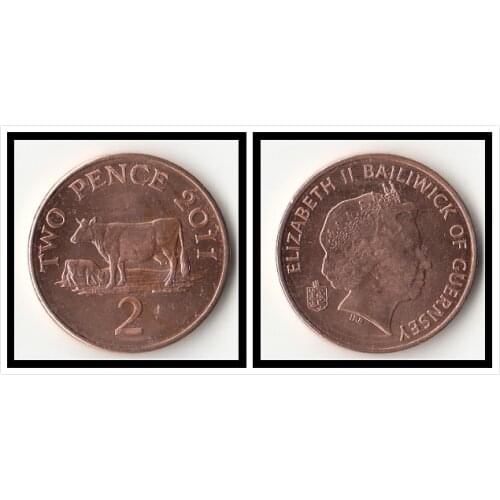 TWO PENCE 2011
2
ELIZABETH II BAILIWICK OF GUERNSEY